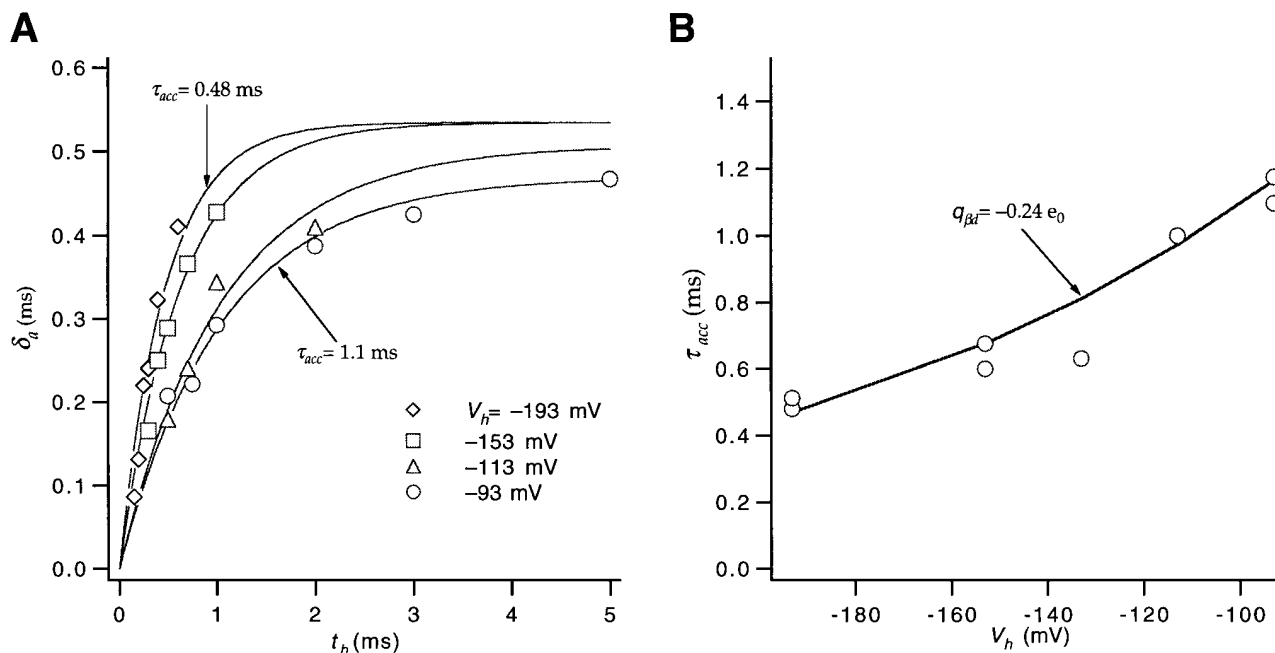 A
0.6
0.5
0.4
0.3
0.2
0.1
0.0
δa (ms)
τacc= 0.48 ms
τacc= 1.1 ms
Vh= −193 mV
−153 mV
−113 mV
−93 mV
0 1 2 3 4 5
th (ms)
B
1.4
1.2
1.0
0.8
0.6
0.4
0.2
0.0
τacc (ms)
qβd= −0.24 e0
-180 -160 -140 -120 -100
Vh (mV)